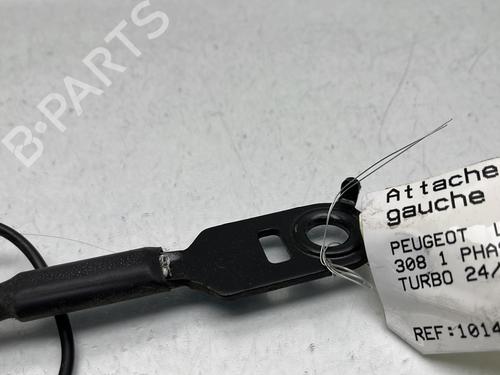 B-PARTS
Attache
gauche
PEUGEOT
308 1 PHA
TURBO 24/
REF:1014